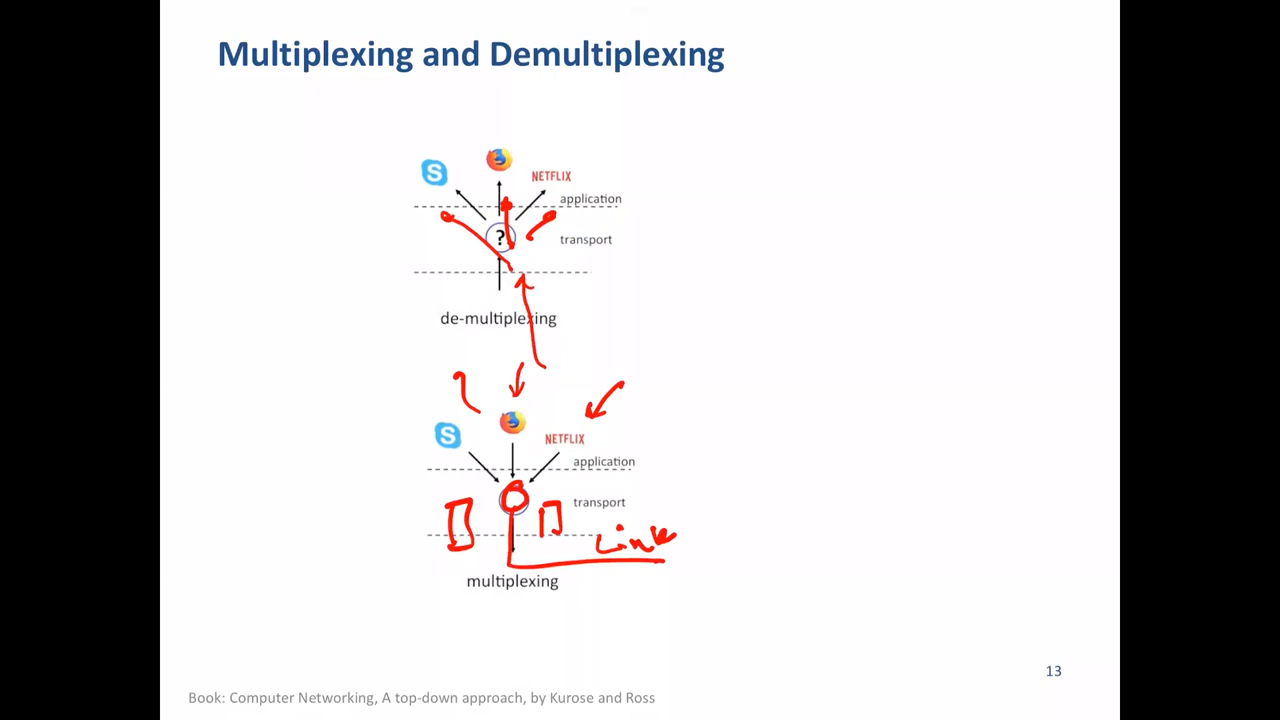 Multiplexing and Demultiplexing
S
NETFLIX
application
?
transport
de-multiplexing
S
NETFLIX
application
transport
Link
multiplexing
13
Book: Computer Networking, A top-down approach, by Kurose and Ross